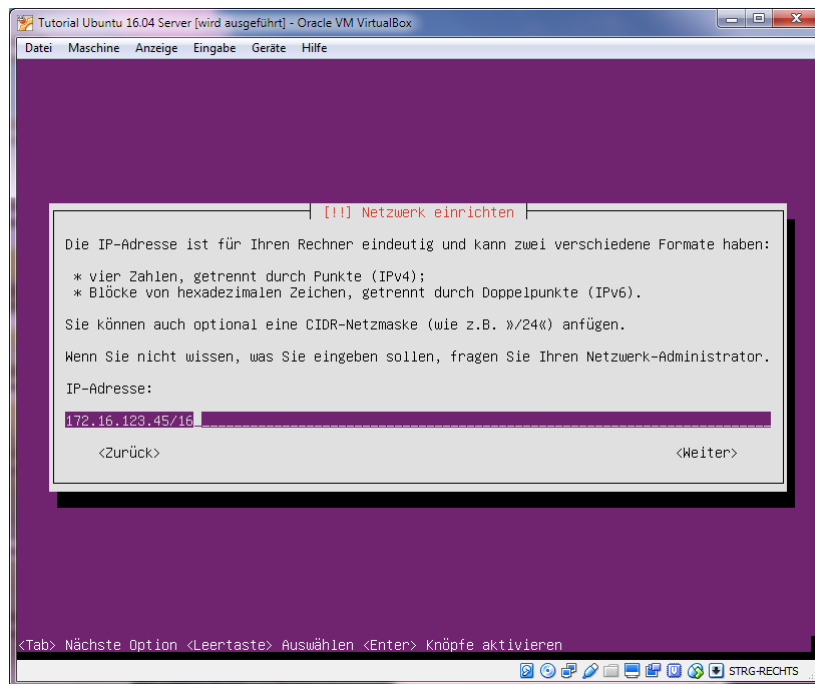 Tutorial Ubuntu 16.04 Server [wird ausgeführt] - Oracle VM VirtualBox
Datei Maschine Anzeige Eingabe Geräte Hilfe
[!!] Netzwerk einrichten
Die IP-Adresse ist für Ihren Rechner eindeutig und kann zwei verschiedene Formate haben:
* vier Zahlen, getrennt durch Punkte (IPv4);
* Blöcke von hexadezimalen Zeichen, getrennt durch Doppelpunkte (IPv6).
Sie können auch optional eine CIDR-Netzmaske (wie z.B. »/24«) anfügen.
Wenn Sie nicht wissen, was Sie eingeben sollen, fragen Sie Ihren Netzwerk-Administrator.
IP-Adresse:
172.16.123.45/16
<Zurück> <Weiter>
<Tab> Nächste Option <Leertaste> Auswählen <Enter> Knöpfe aktivieren
STRG-RECHTS